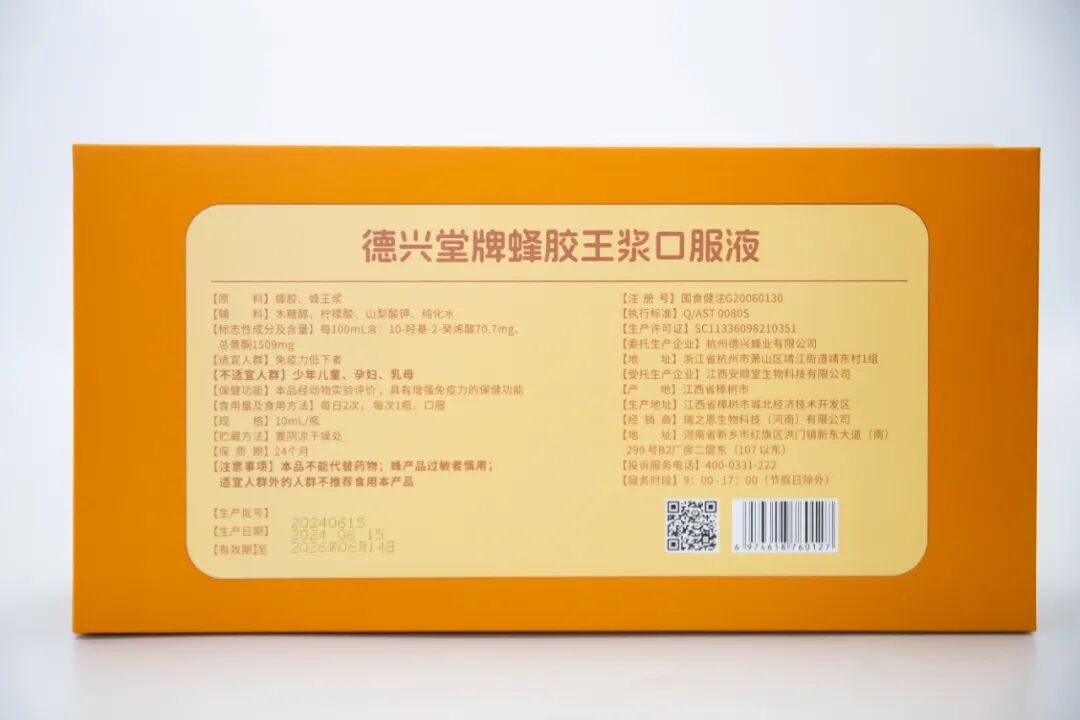 德兴堂牌蜂胶王浆口服液
【原　　料】蜂胶、蜂王浆
【辅　　料】木糖醇、柠檬酸、山梨酸钾、纯化水
【标志性成分及含量】每100mL含：10-羟基-2-癸烯酸70.7mg、
总黄酮1509mg
【适宜人群】免疫力低下者
【不适宜人群】少年儿童、孕妇、乳母
【保健功能】本品经动物实验评价，具有增强免疫力的保健功能
【食用量及食用方法】每日2次，每次1瓶，口服
【规　　格】10mL/瓶
【贮藏方法】置阴凉干燥处
【保 质 期】24个月
【注意事项】本品不能代替药物；蜂产品过敏者慎用；
适宜人群外的人群不推荐食用本产品
【生产批号】20240615
【生产日期】2024 06 15
【有效期】至 2026年06月14日
【注 册 号】国食健注G20060130
【执行标准】Q/AST 0080S
【生产许可证】SC11336098210351
【委托生产企业】杭州德兴蜂业有限公司
【地　　址】浙江省杭州市萧山区靖江街道靖东村1组
【受托生产企业】江西安顺堂生物科技有限公司
【产　　地】江西省樟树市
【生产地址】江西省樟树市城北经济技术开发区
【经 销 商】瑞之恩生物科技（河南）有限公司
【地　　址】河南省新乡市红旗区洪门镇新东大道（南）
299号B2厂房二层东（107以东）
【投诉服务电话】400-0331-222
【服务时段】9：00-17：00（节假日除外）
6 974618 760127